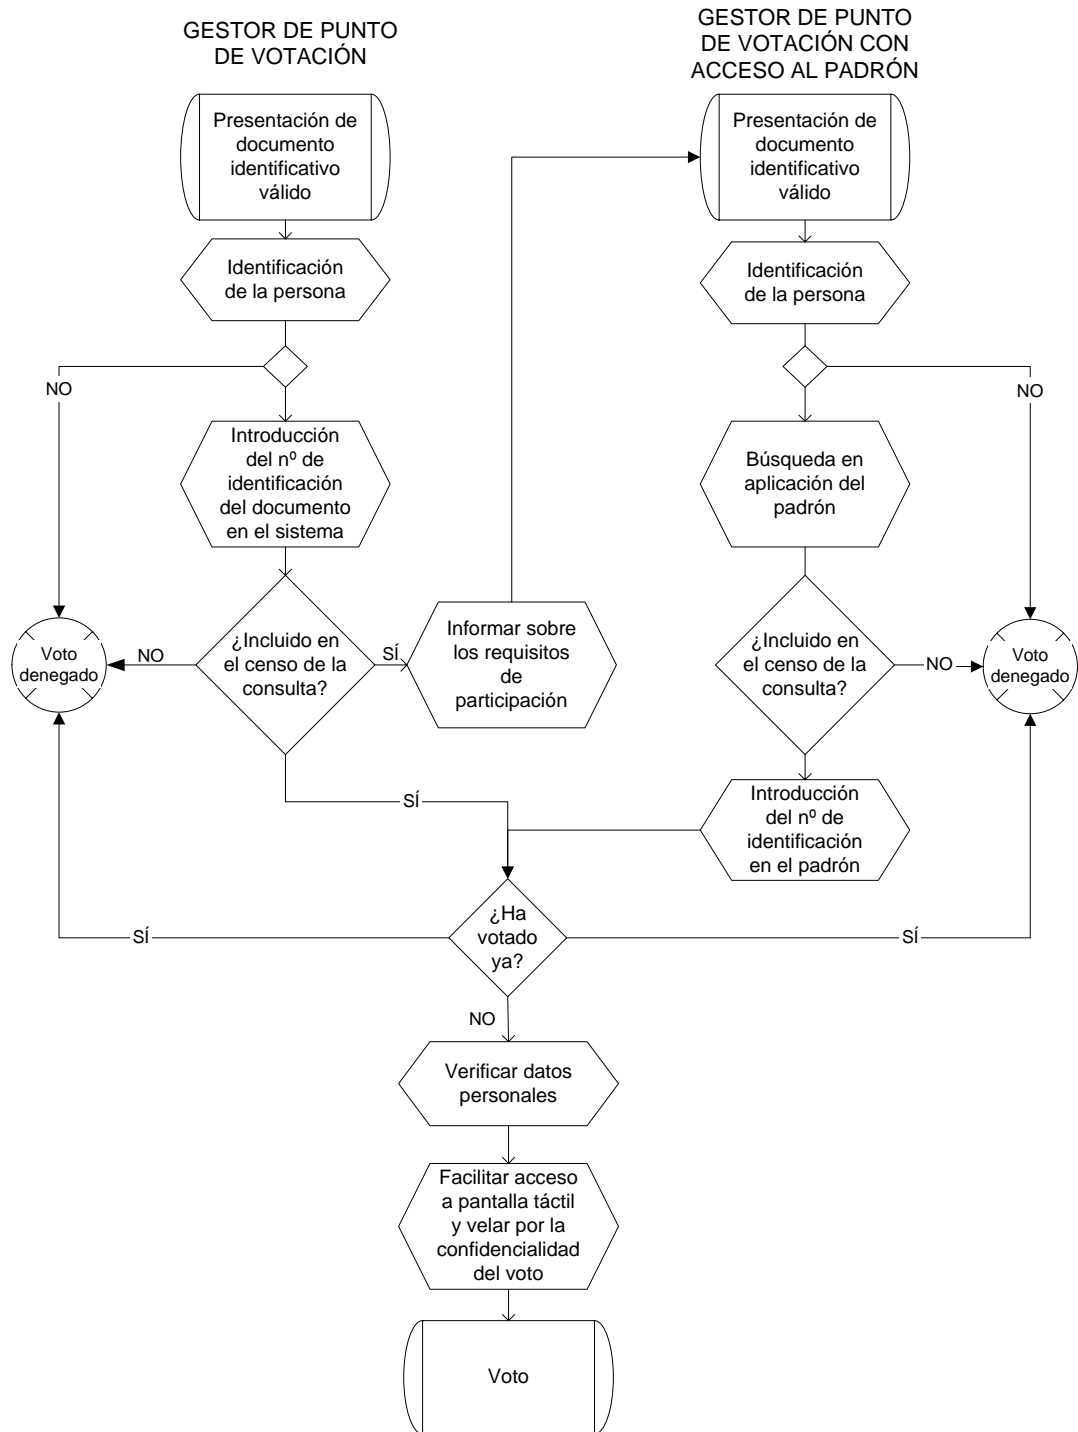 GESTOR DE PUNTO
DE VOTACIÓN
GESTOR DE PUNTO
DE VOTACIÓN CON
ACCESO AL PADRÓN
Presentación de
documento
identificativo
válido
Presentación de
documento
identificativo
válido
Identificación
de la persona
Identificación
de la persona
NO
NO
Introducción
del nº de
identificación
del documento
en el sistema
Búsqueda en
aplicación del
padrón
Voto
denegado
NO
¿Incluido en
el censo de la
consulta?
SÍ
Informar sobre
los requisitos
de
participación
¿Incluido en
el censo de la
consulta?
NO
Voto
denegado
SÍ
Introducción
del nº de
identificación
en el padrón
¿Ha
votado
ya?
SÍ
SÍ
NO
Verificar datos
personales
Facilitar acceso
a pantalla táctil
y velar por la
confidencialidad
del voto
Voto